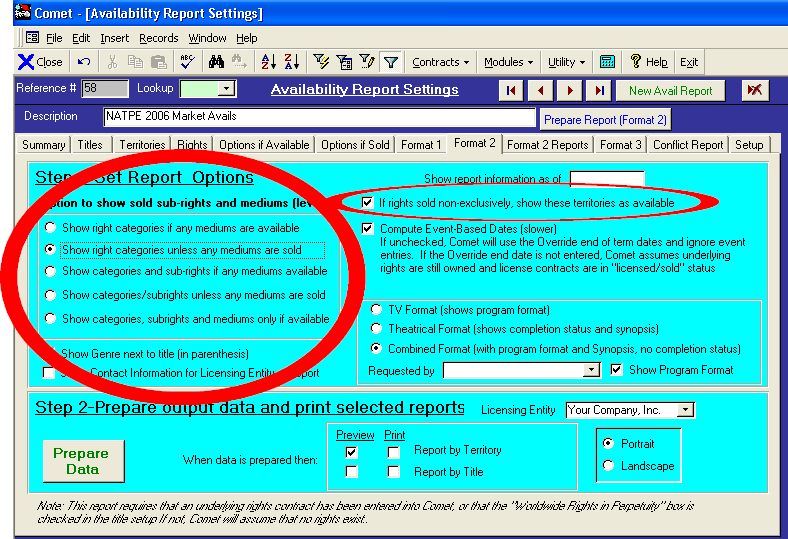 Comet - [Availability Report Settings]
File Edit Insert Records Window Help
Close ABC Contracts Modules Utility Help Exit
Reference # 58 Lookup Availability Report Settings New Avail Report
Description NATPE 2006 Market Avails Prepare Report (Format 2)
Summary Titles Territories Rights Options if Available Options if Sold Format 1 Format 2 Format 2 Reports Format 3 Conflict Report Setup
Step Set Report Options
Show report information as of
ption to show sold sub-rights and mediums (lev
If rights sold non-exclusively, show these territories as available
Show right categories if any mediums are available
Show right categories unless any mediums are sold
Show categories and sub-rights if any mediums available
Show categories/subrights unless any mediums are sold
Show categories, subrights and mediums only if available
Compute Event-Based Dates (slower)
If unchecked, Comet will use the Override end of term dates and ignore event
entries. If the Override end date is not entered, Comet assumes underlying
rights are still owned and license contracts are in "licensed/sold" status
TV Format (shows program format)
Theatrical Format (shows completion status and synopsis)
Combined Format (with program format and Synopsis, no completion status)
Show Genre next to title (in parenthesis)
Contact Information for Licensing Entity port
Requested by Show Program Format
Step 2-Prepare output data and print selected reports Licensing Entity Your Company, Inc.
Prepare
Data
When data is prepared then:
Preview Print
Report by Territory
Report by Title
Portrait
Landscape
Note: This report requires that an underlying rights contract has been entered into Comet, or that the "Worldwide Rights in Perpetuity" box is
checked in the title setup If not, Comet will assume that no rights exist..